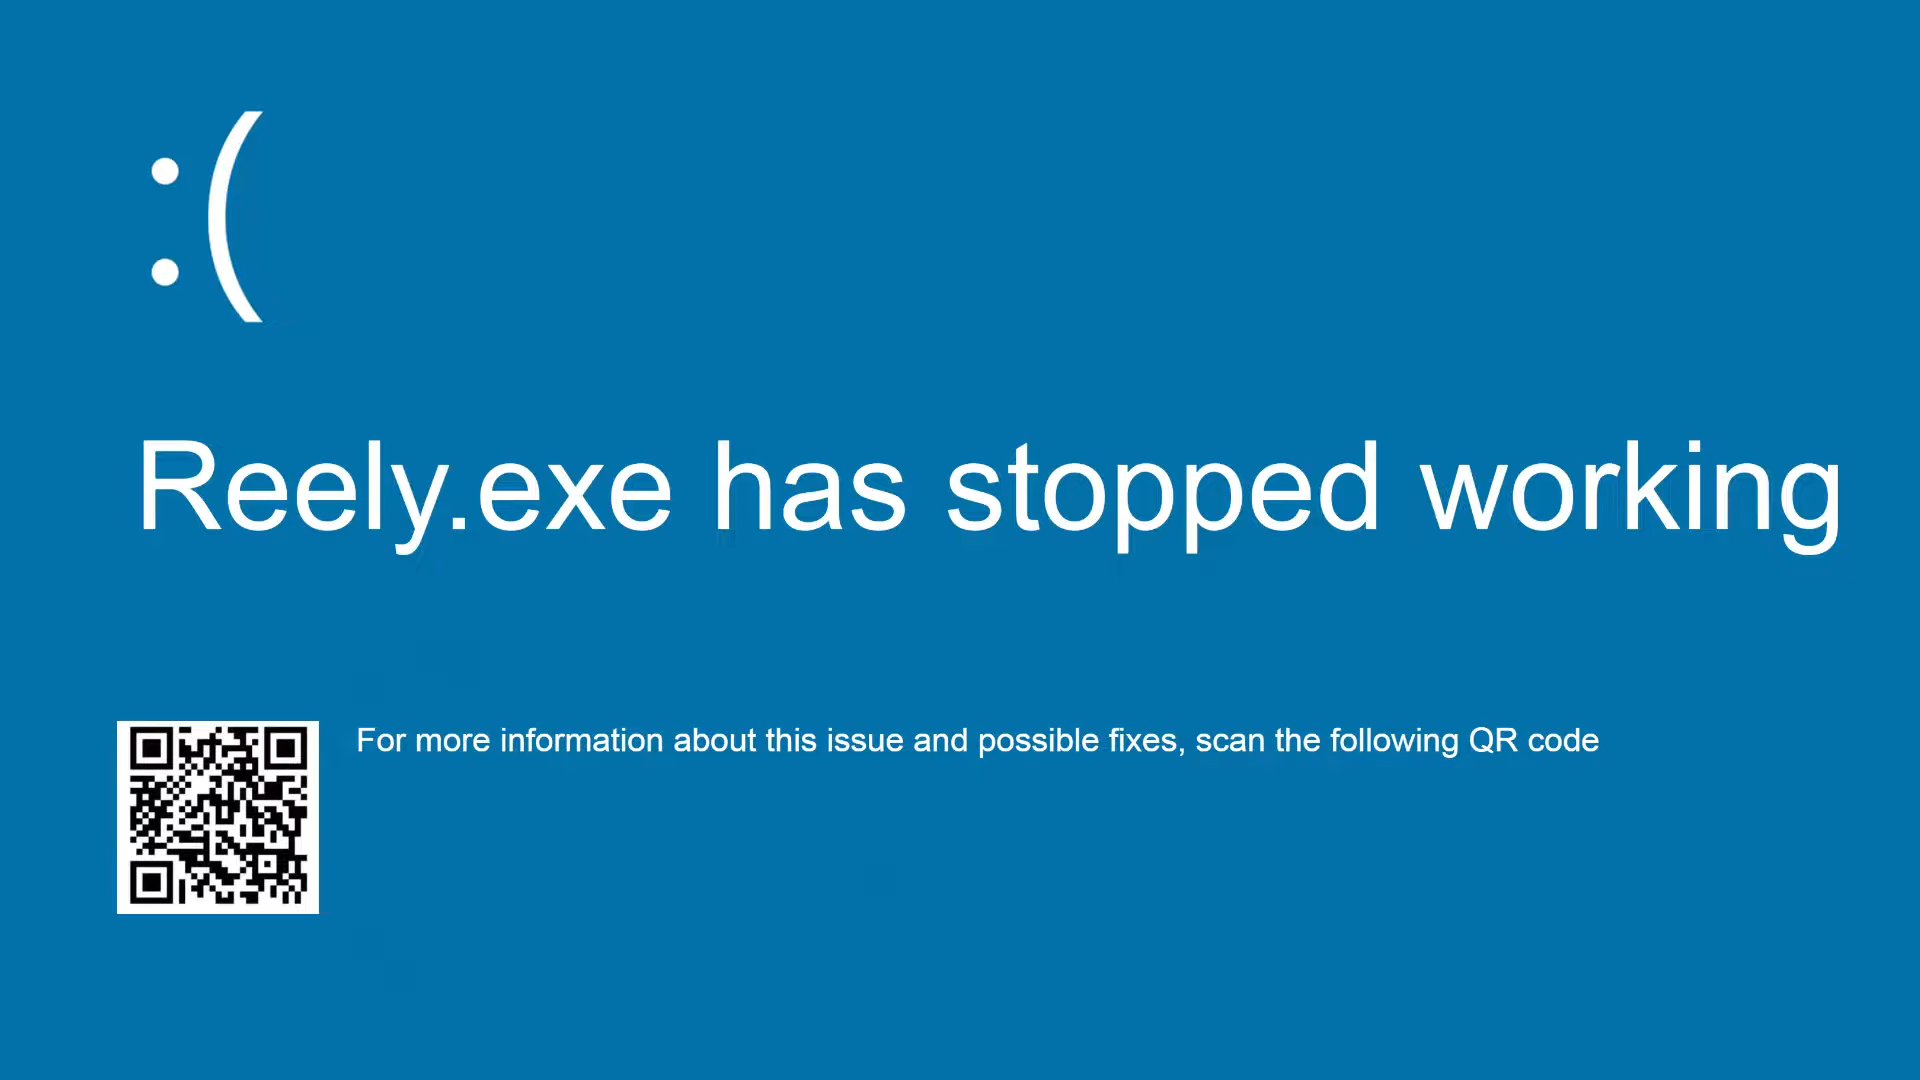 :(
Reely.exe has stopped working
For more information about this issue and possible fixes, scan the following QR code